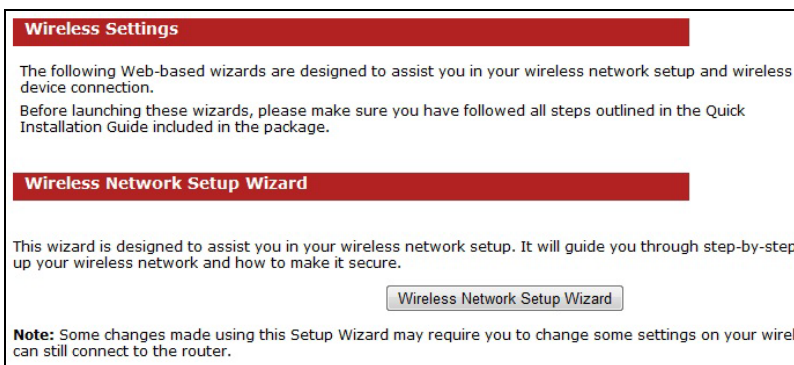 Wireless Settings
The following Web-based wizards are designed to assist you in your wireless network setup and wireless
device connection.
Before launching these wizards, please make sure you have followed all steps outlined in the Quick
Installation Guide included in the package.
Wireless Network Setup Wizard
This wizard is designed to assist you in your wireless network setup. It will guide you through step-by-step
up your wireless network and how to make it secure.
Wireless Network Setup Wizard
Note: Some changes made using this Setup Wizard may require you to change some settings on your
can still connect to the router.